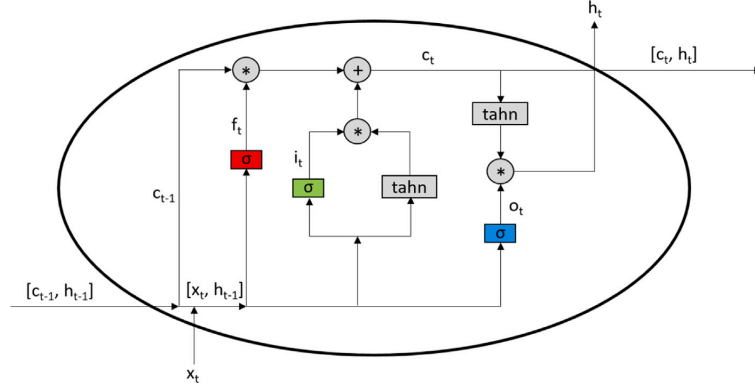 h_t
* + c_t [c_t, h_t]
tahn
f_t *
σ i_t
σ tahn *
c_{t-1} o_t
σ
[c_{t-1}, h_{t-1}] [x_t, h_{t-1}]
x_t